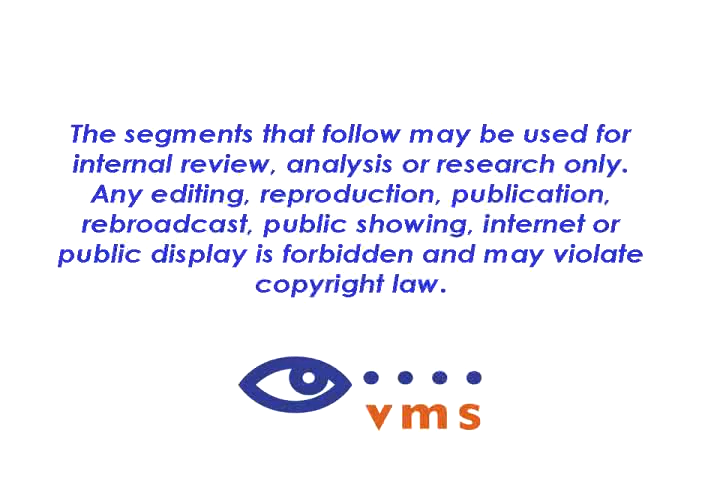 The segments that follow may be used for
internal review, analysis or research only.
Any editing, reproduction, publication,
rebroadcast, public showing, internet or
public display is forbidden and may violate
copyright law.
vms